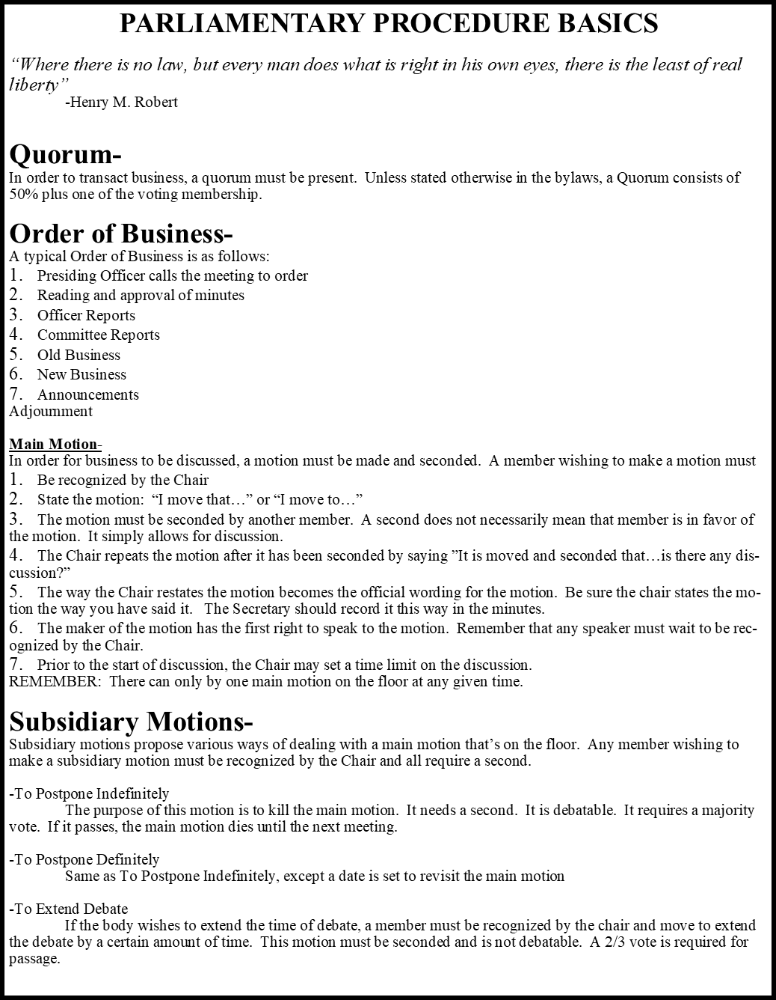 PARLIAMENTARY PROCEDURE BASICS
“Where there is no law, but every man does what is right in his own eyes, there is the least of real
liberty”
-Henry M. Robert
Quorum-
In order to transact business, a quorum must be present.  Unless stated otherwise in the bylaws, a Quorum consists of
50% plus one of the voting membership.
Order of Business-
A typical Order of Business is as follows:
1.   Presiding Officer calls the meeting to order
2.   Reading and approval of minutes
3.   Officer Reports
4.   Committee Reports
5.   Old Business
6.   New Business
7.   Announcements
Adjournment
Main Motion-
In order for business to be discussed, a motion must be made and seconded.  A member wishing to make a motion must
1.   Be recognized by the Chair
2.   State the motion:  “I move that…” or “I move to…”
3.   The motion must be seconded by another member.  A second does not necessarily mean that member is in favor of
the motion.  It simply allows for discussion.
4.   The Chair repeats the motion after it has been seconded by saying ”It is moved and seconded that…is there any dis-
cussion?”
5.   The way the Chair restates the motion becomes the official wording for the motion.  Be sure the chair states the mo-
tion the way you have said it.   The Secretary should record it this way in the minutes.
6.   The maker of the motion has the first right to speak to the motion.  Remember that any speaker must wait to be rec-
ognized by the Chair.
7.   Prior to the start of discussion, the Chair may set a time limit on the discussion.
REMEMBER:  There can only by one main motion on the floor at any given time.
Subsidiary Motions-
Subsidiary motions propose various ways of dealing with a main motion that’s on the floor.  Any member wishing to
make a subsidiary motion must be recognized by the Chair and all require a second.
-To Postpone Indefinitely
The purpose of this motion is to kill the main motion.  It needs a second.  It is debatable.  It requires a majority
vote.  If it passes, the main motion dies until the next meeting.
-To Postpone Definitely
Same as To Postpone Indefinitely, except a date is set to revisit the main motion
-To Extend Debate
If the body wishes to extend the time of debate, a member must be recognized by the chair and move to extend
the debate by a certain amount of time.  This motion must be seconded and is not debatable.  A 2/3 vote is required for
passage.